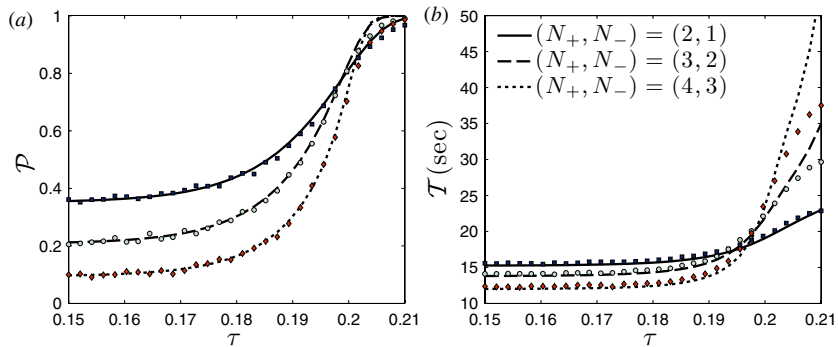 (a)
1
0.8
0.6
0.4
0.2
0
𝒫
0.15 0.16 0.17 0.18 0.19 0.2 0.21
τ
(b)
50
45
40
35
30
25
20
15
10
𝒯(sec)
(N₊, N₋) = (2, 1)
(N₊, N₋) = (3, 2)
(N₊, N₋) = (4, 3)
0.15 0.16 0.17 0.18 0.19 0.2 0.21
τ